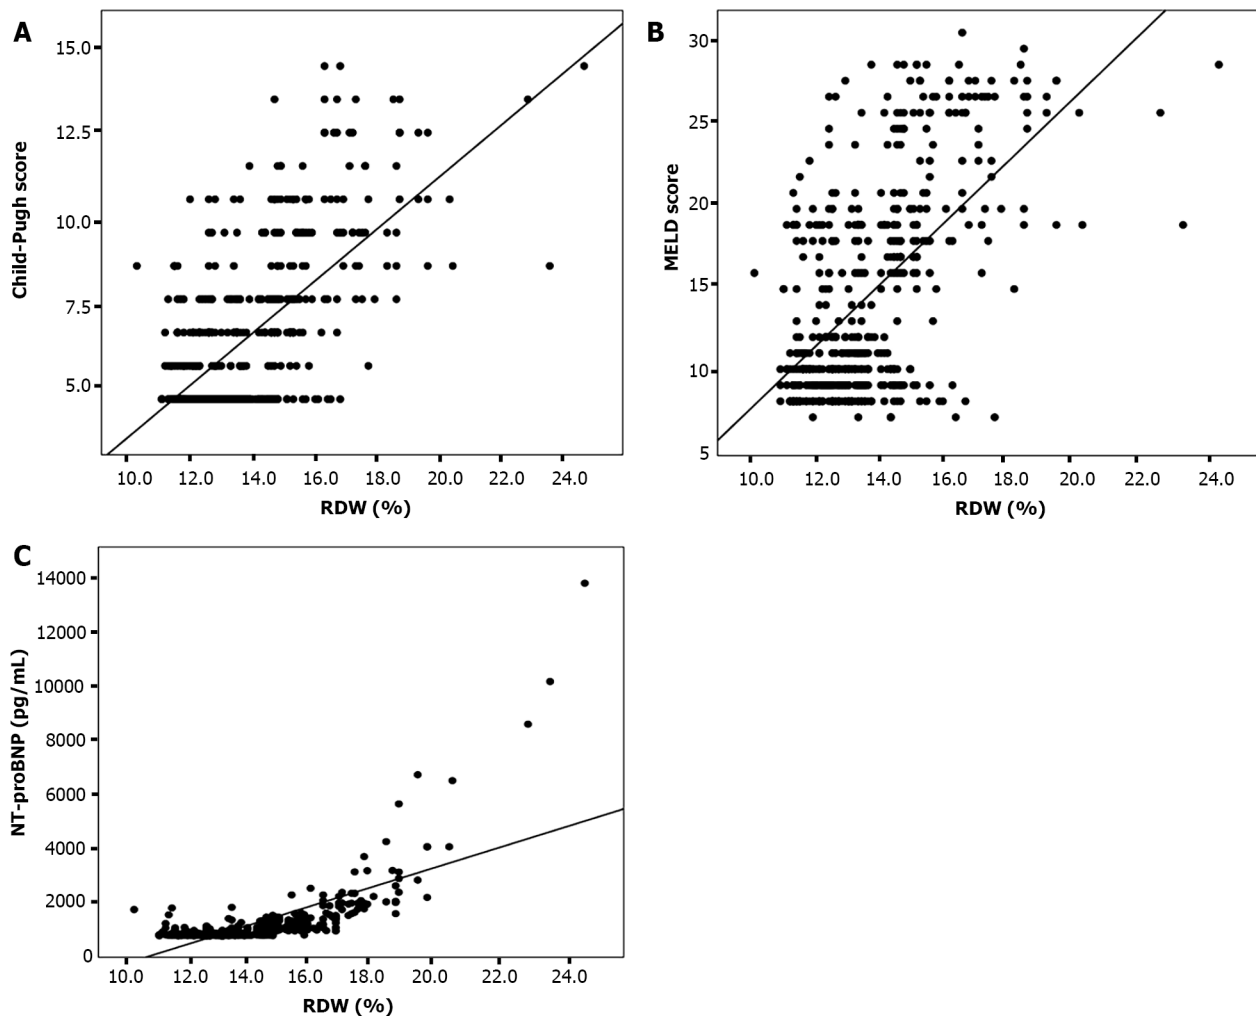 A
Child-Pugh score
15.0
12.5
10.0
7.5
5.0
10.0 12.0 14.0 16.0 18.0 20.0 22.0 24.0
RDW (%)
B
MELD score
30
25
20
15
10
5
10.0 12.0 14.0 16.0 18.0 20.0 22.0 24.0
RDW (%)
C
NT-proBNP (pg/mL)
14000
12000
10000
8000
6000
4000
2000
0
10.0 12.0 14.0 16.0 18.0 20.0 22.0 24.0
RDW (%)